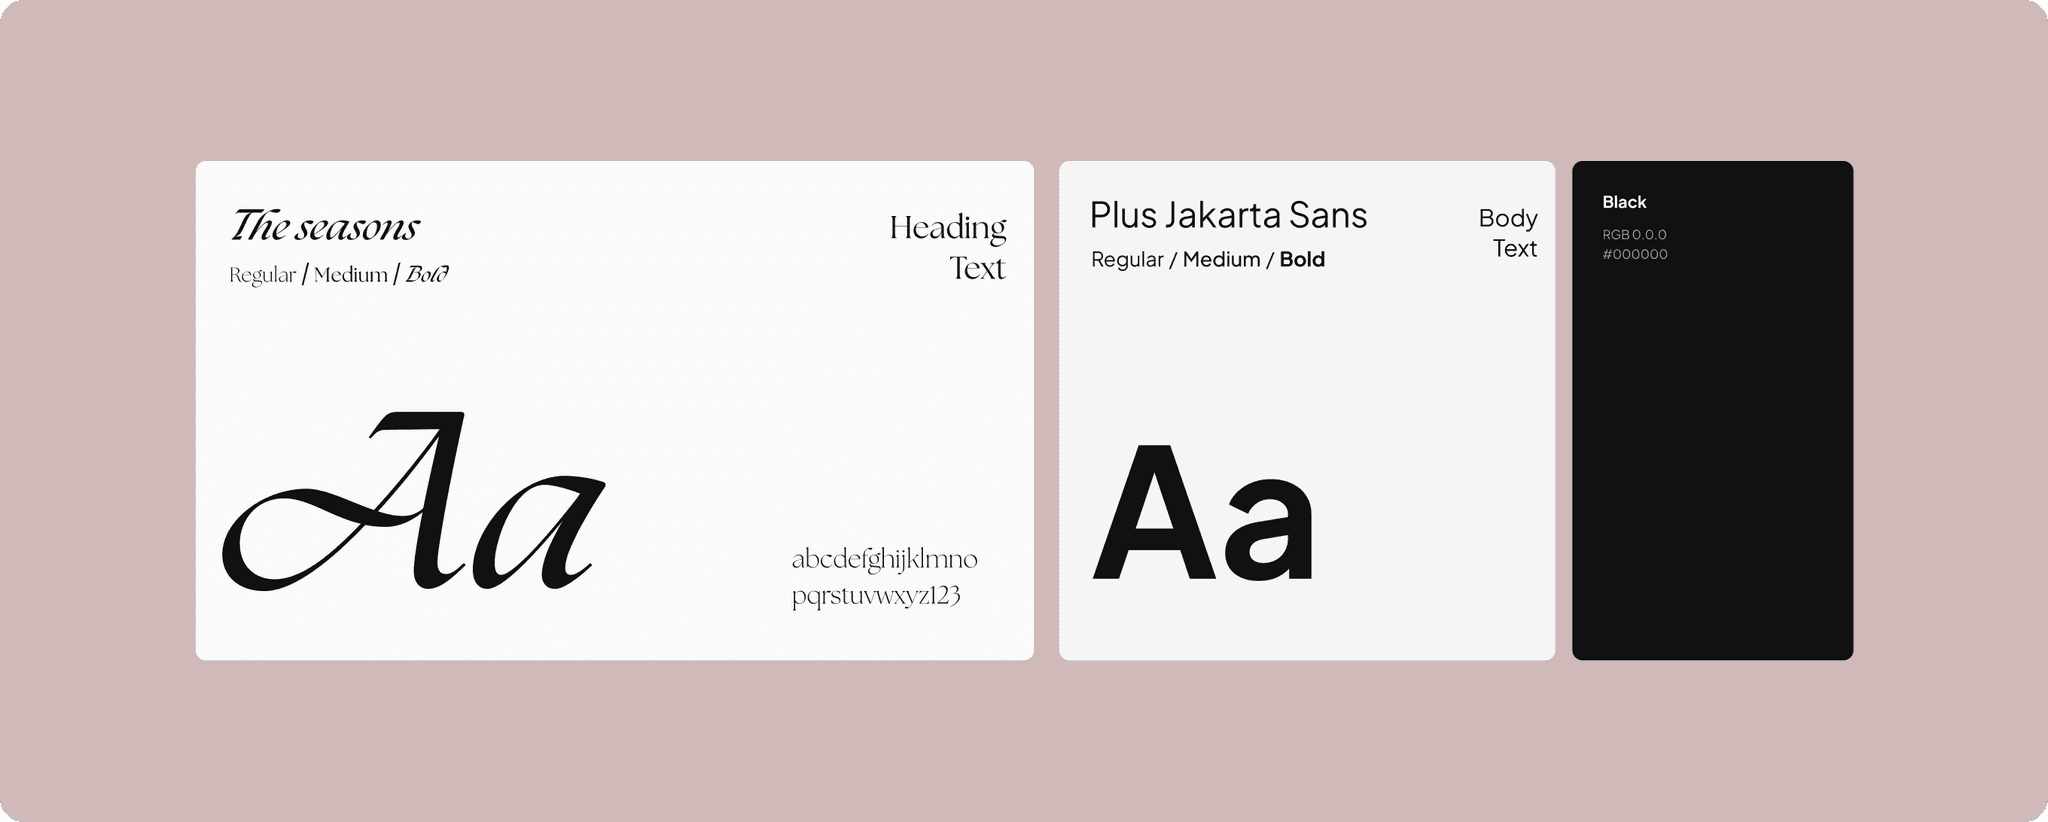 The seasons
Regular / Medium / Bold
Heading
Text
Aa
abcdefghijklmno
pqrstuvwxyz123
Plus Jakarta Sans
Regular / Medium / Bold
Body
Text
Aa
Black
RGB 0.0.0
#000000